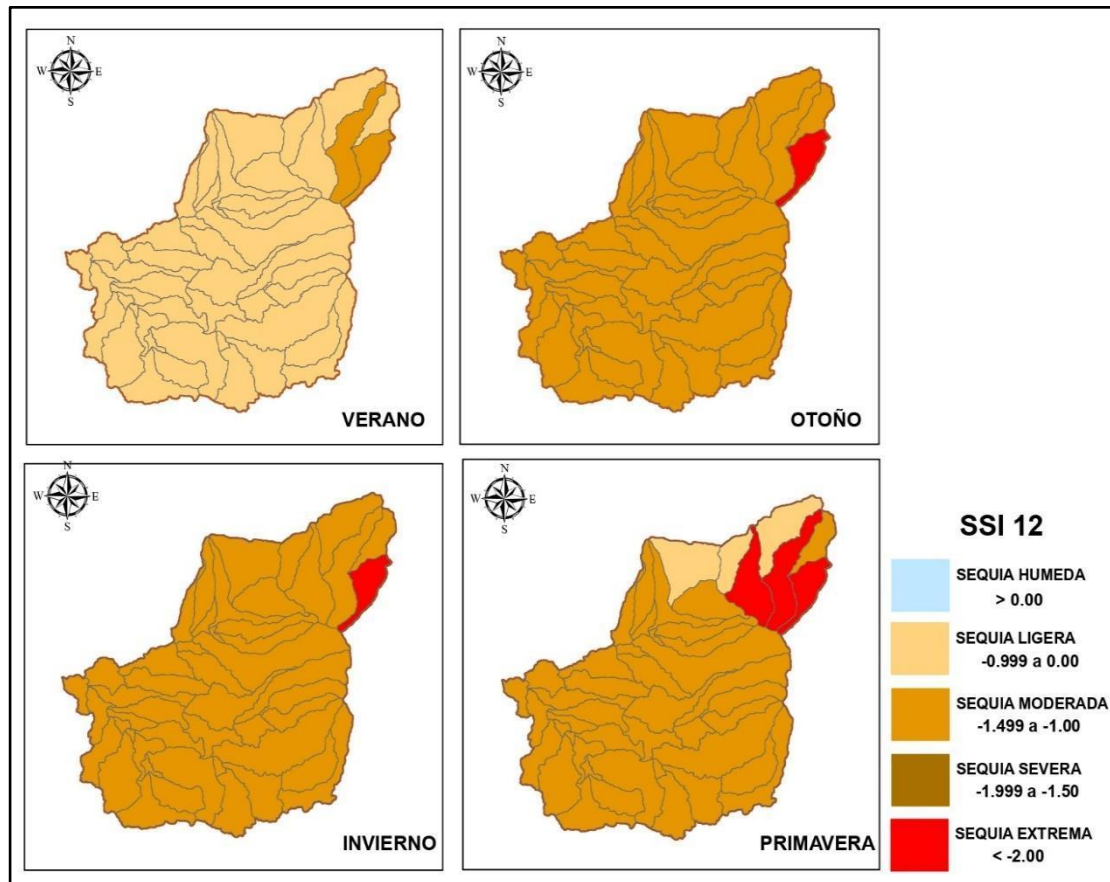 N
W E
S
VERANO
N
W E
S
OTOÑO
N
W E
S
INVIERNO
N
W E
S
PRIMAVERA
SSI 12
SEQUIA HUMEDA
> 0.00
SEQUIA LIGERA
-0.999 a 0.00
SEQUIA MODERADA
-1.499 a -1.00
SEQUIA SEVERA
-1.999 a -1.50
SEQUIA EXTREMA
< -2.00